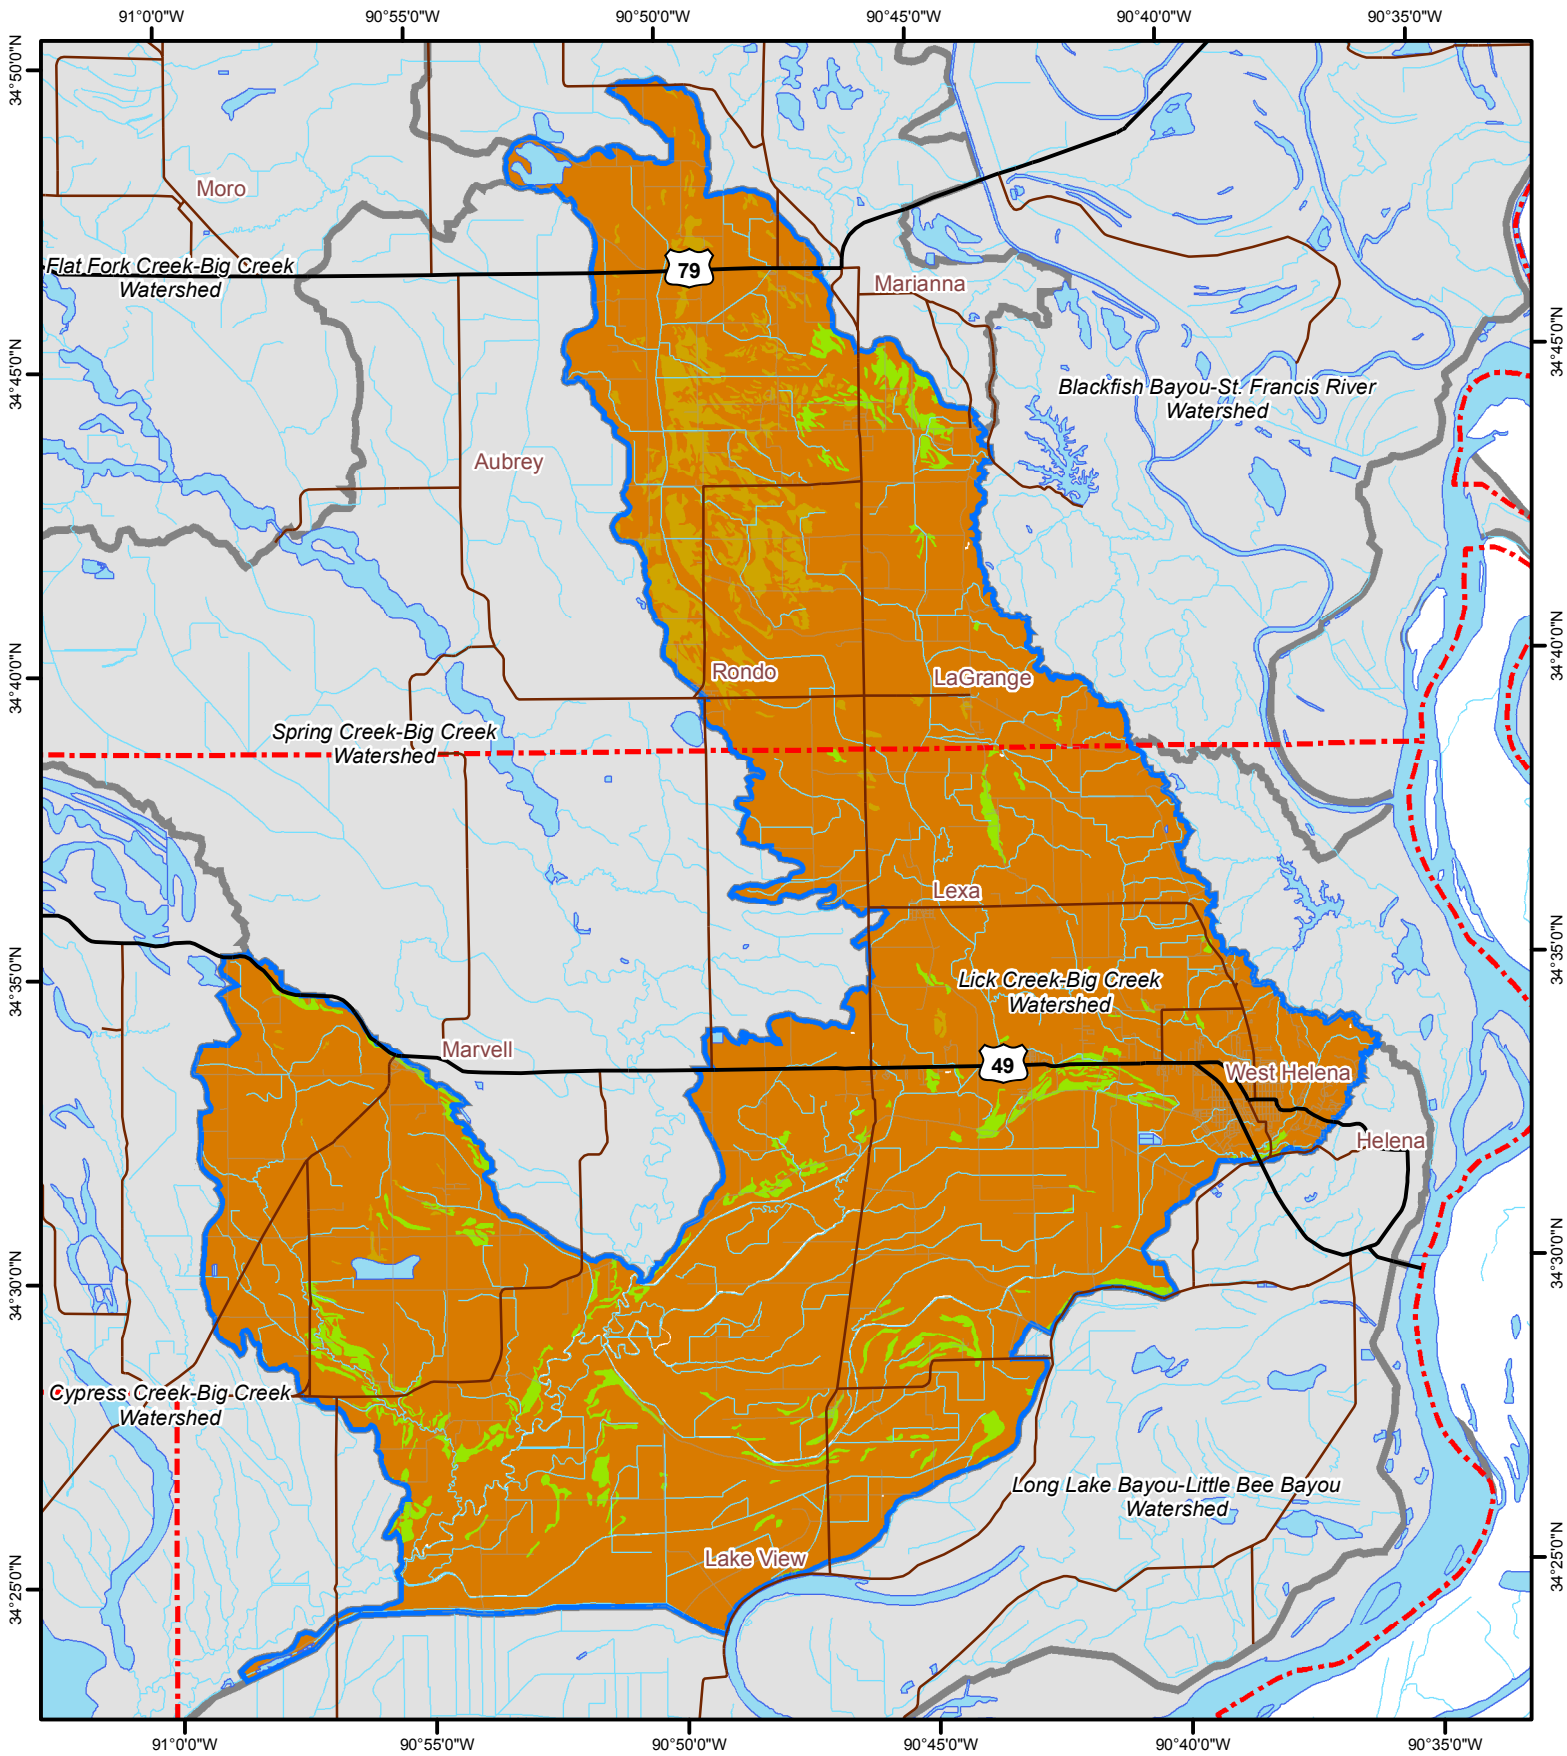 91°0'0"W
90°55'0"W
90°50'0"W
90°45'0"W
90°40'0"W
90°35'0"W
34°50'0"N
Moro
Flat Fork Creek-Big Creek
Watershed
79
Marianna
34°45'0"N
34°45'0"N
Blackfish Bayou-St. Francis River
Watershed
Aubrey
34°40'0"N
34°40'0"N
Rondo
LaGrange
Spring Creek-Big Creek
Watershed
Lexa
34°35'0"N
34°35'0"N
Lick Creek-Big Creek
Watershed
Marvell
49
West Helena
Helena
34°30'0"N
34°30'0"N
Cypress Creek-Big Creek
Watershed
Long Lake Bayou-Little Bee Bayou
Watershed
Lake View
34°25'0"N
34°25'0"N
91°0'0"W
90°55'0"W
90°50'0"W
90°45'0"W
90°40'0"W
90°35'0"W